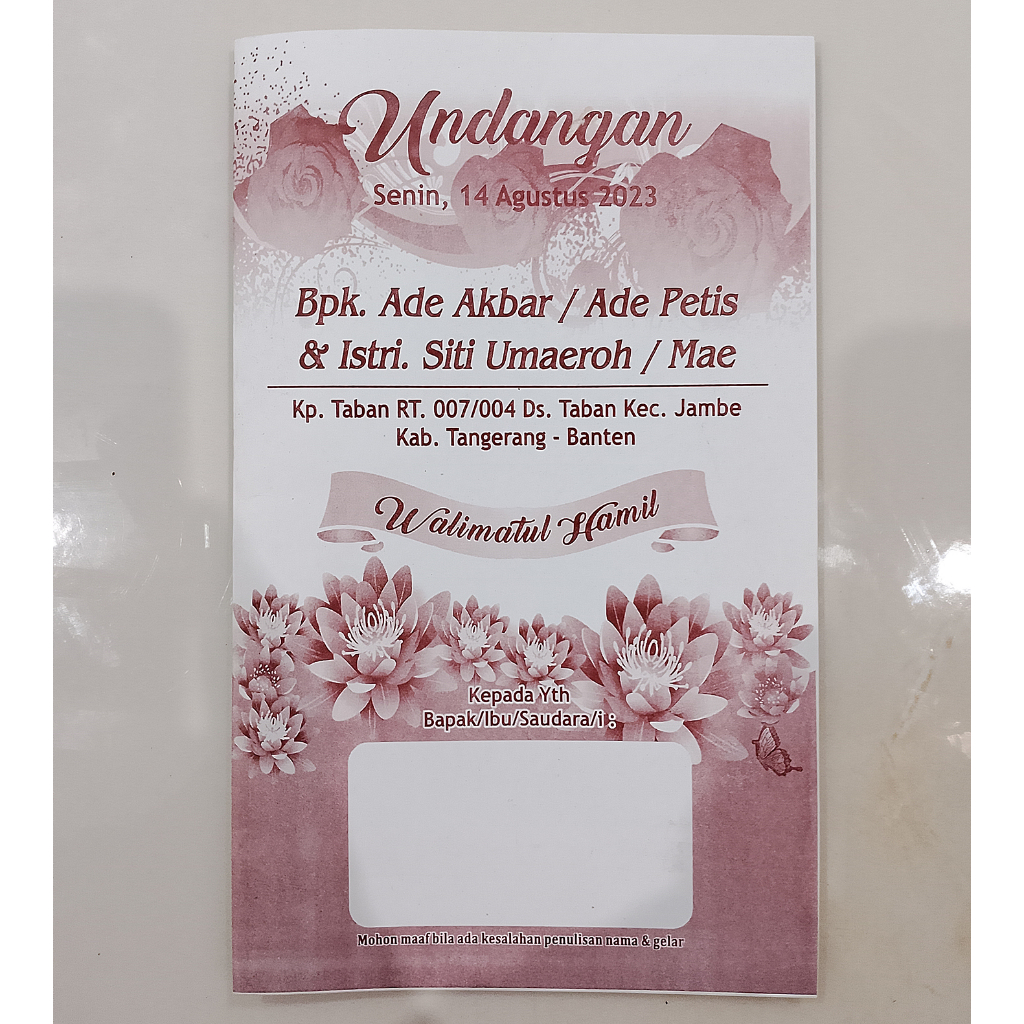 Undangan
Senin, 14 Agustus 2023
Bpk. Ade Akbar / Ade Petis
& Istri. Siti Umaeroh / Mae
Kp. Taban RT. 007/004 Ds. Taban Kec. Jambe
Kab. Tangerang - Banten
Walimatul Hamil
Kepada Yth
Bapak/Ibu/Saudara/i :
Mohon maaf bila ada kesalahan penulisan nama & gelar